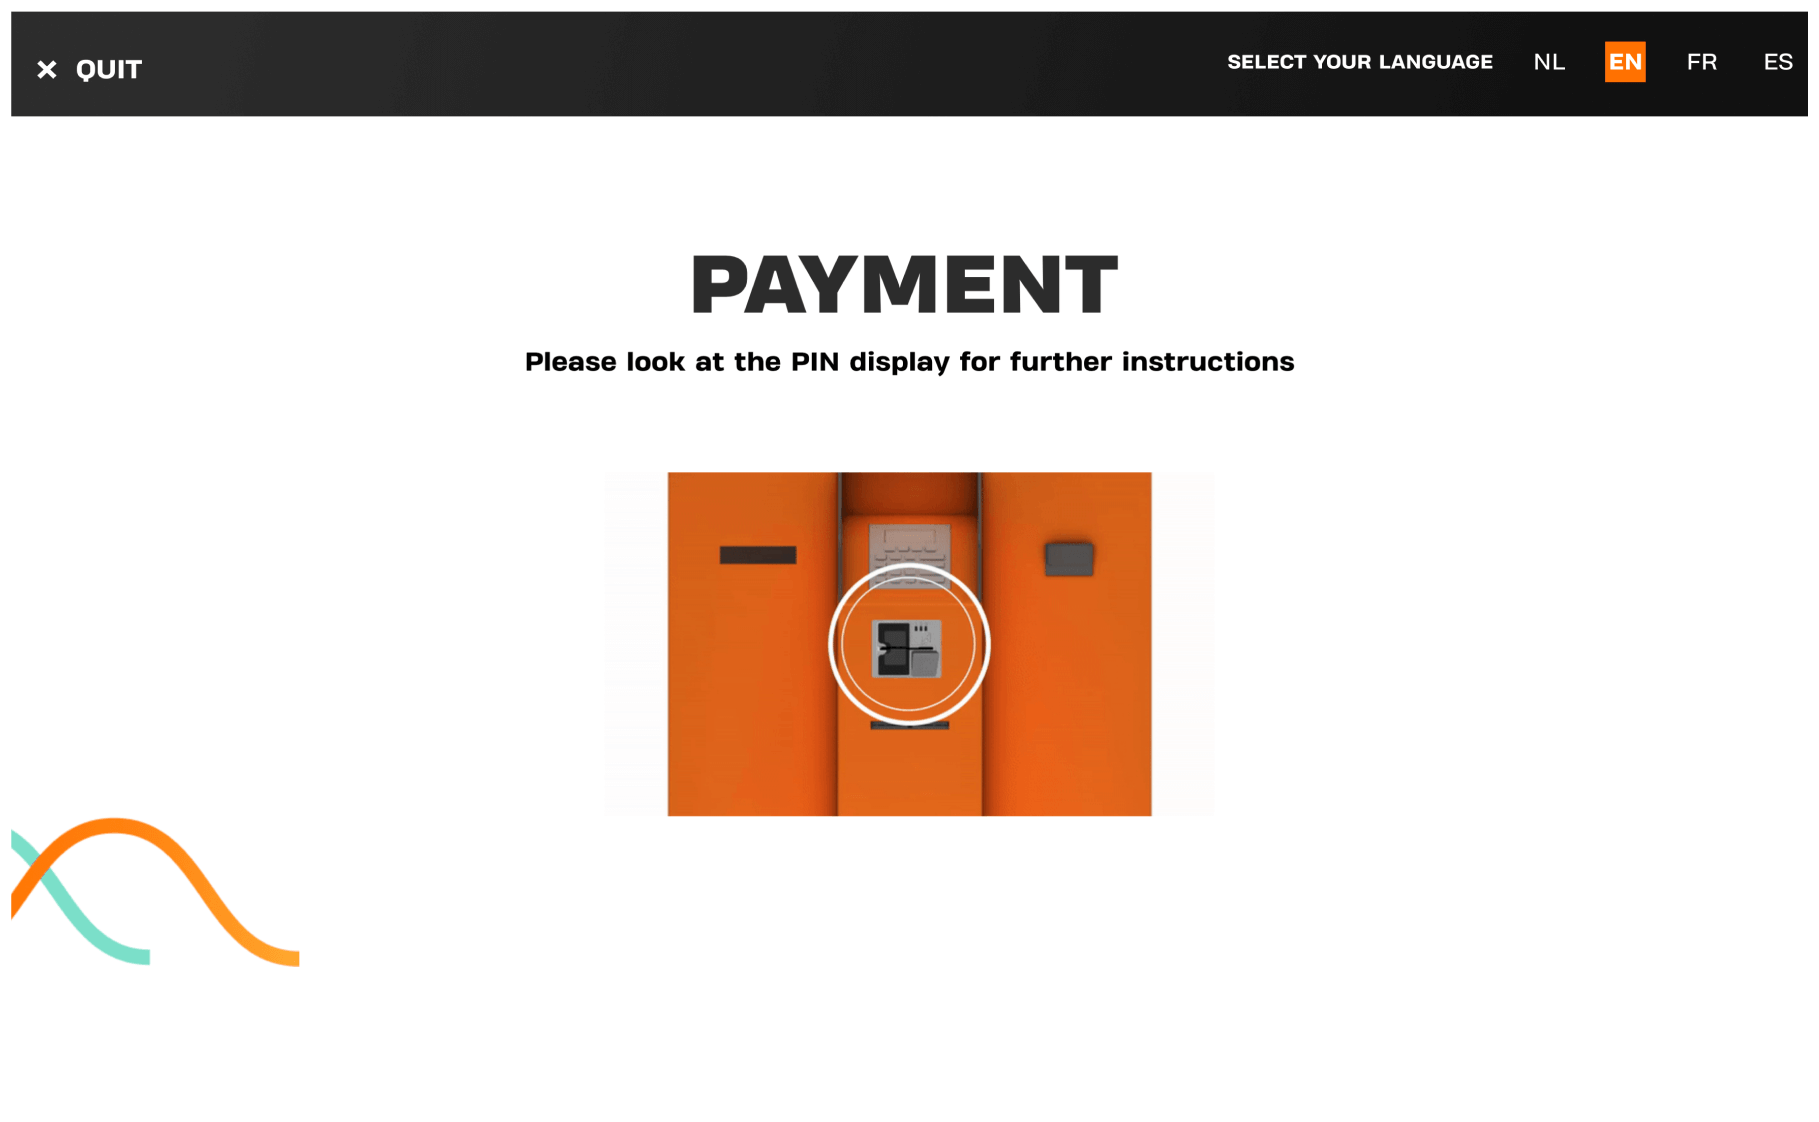 QUIT
SELECT YOUR LANGUAGE NL EN FR ES
PAYMENT
Please look at the PIN display for further instructions